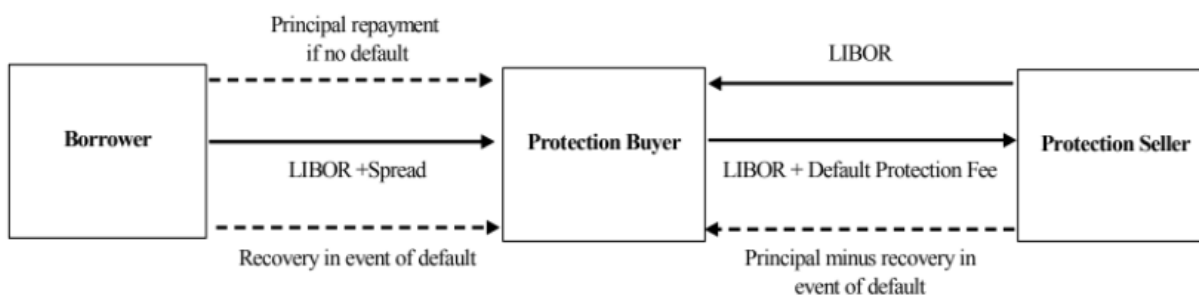 Principal repayment
if no default
LIBOR
Borrower
Protection Buyer
Protection Seller
LIBOR +Spread
LIBOR + Default Protection Fee
Recovery in event of default
Principal minus recovery in
event of default